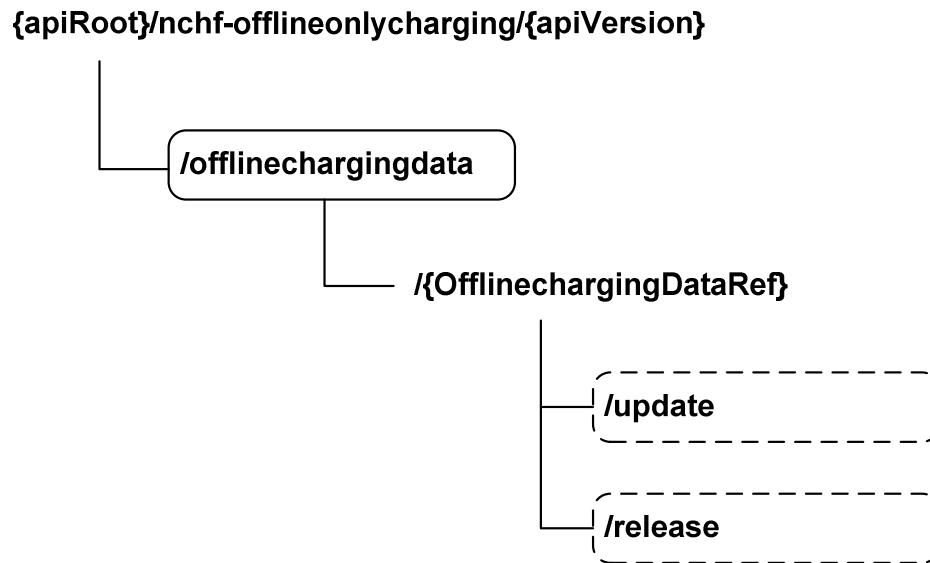 {apiRoot}/nchf-offlineonlycharging/{apiVersion}
/offlinechargingdata
/{OfflinechargingDataRef}
/update
/release